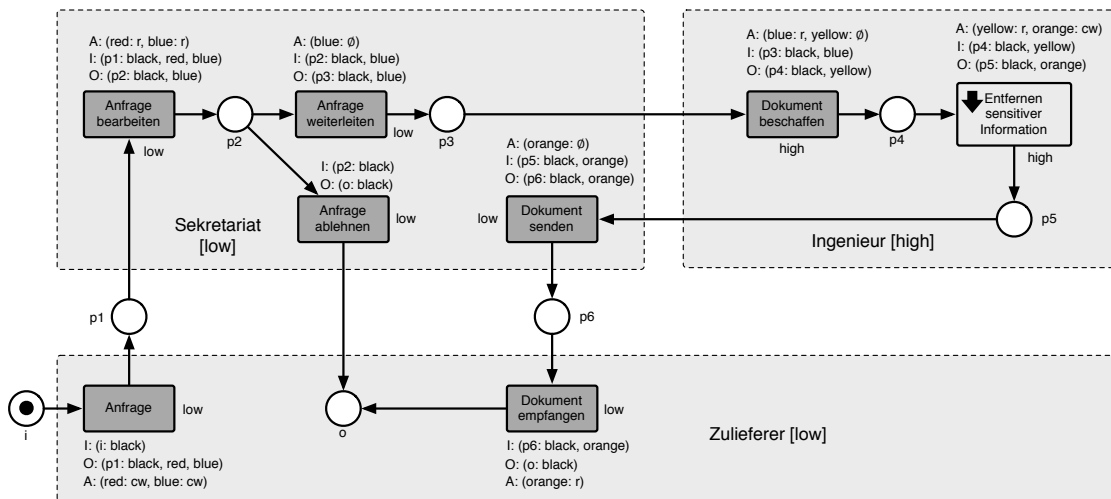 A: (red: r, blue: r)
I: (p1: black, red, blue)
O: (p2: black, blue)
Anfrage
bearbeiten
low
p2
A: (blue: ∅)
I: (p2: black, blue)
O: (p3: black, blue)
Anfrage
weiterleiten
low
p3
I: (p2: black)
O: (o: black)
Anfrage
ablehnen
low
Sekretariat
[low]
A: (orange: ∅)
I: (p5: black, orange)
O: (p6: black, orange)
low
Dokument
senden
A: (blue: r, yellow: ∅)
I: (p3: black, blue)
O: (p4: black, yellow)
Dokument
beschaffen
high
p4
A: (yellow: r, orange: cw)
I: (p4: black, yellow)
O: (p5: black, orange)
Entfernen
sensitiver
Information
high
p5
Ingenieur [high]
p1
p6
i
Anfrage
low
I: (i: black)
O: (p1: black, red, blue)
A: (red: cw, blue: cw)
o
Dokument
empfangen
low
I: (p6: black, orange)
O: (o: black)
A: (orange: r)
Zulieferer [low]